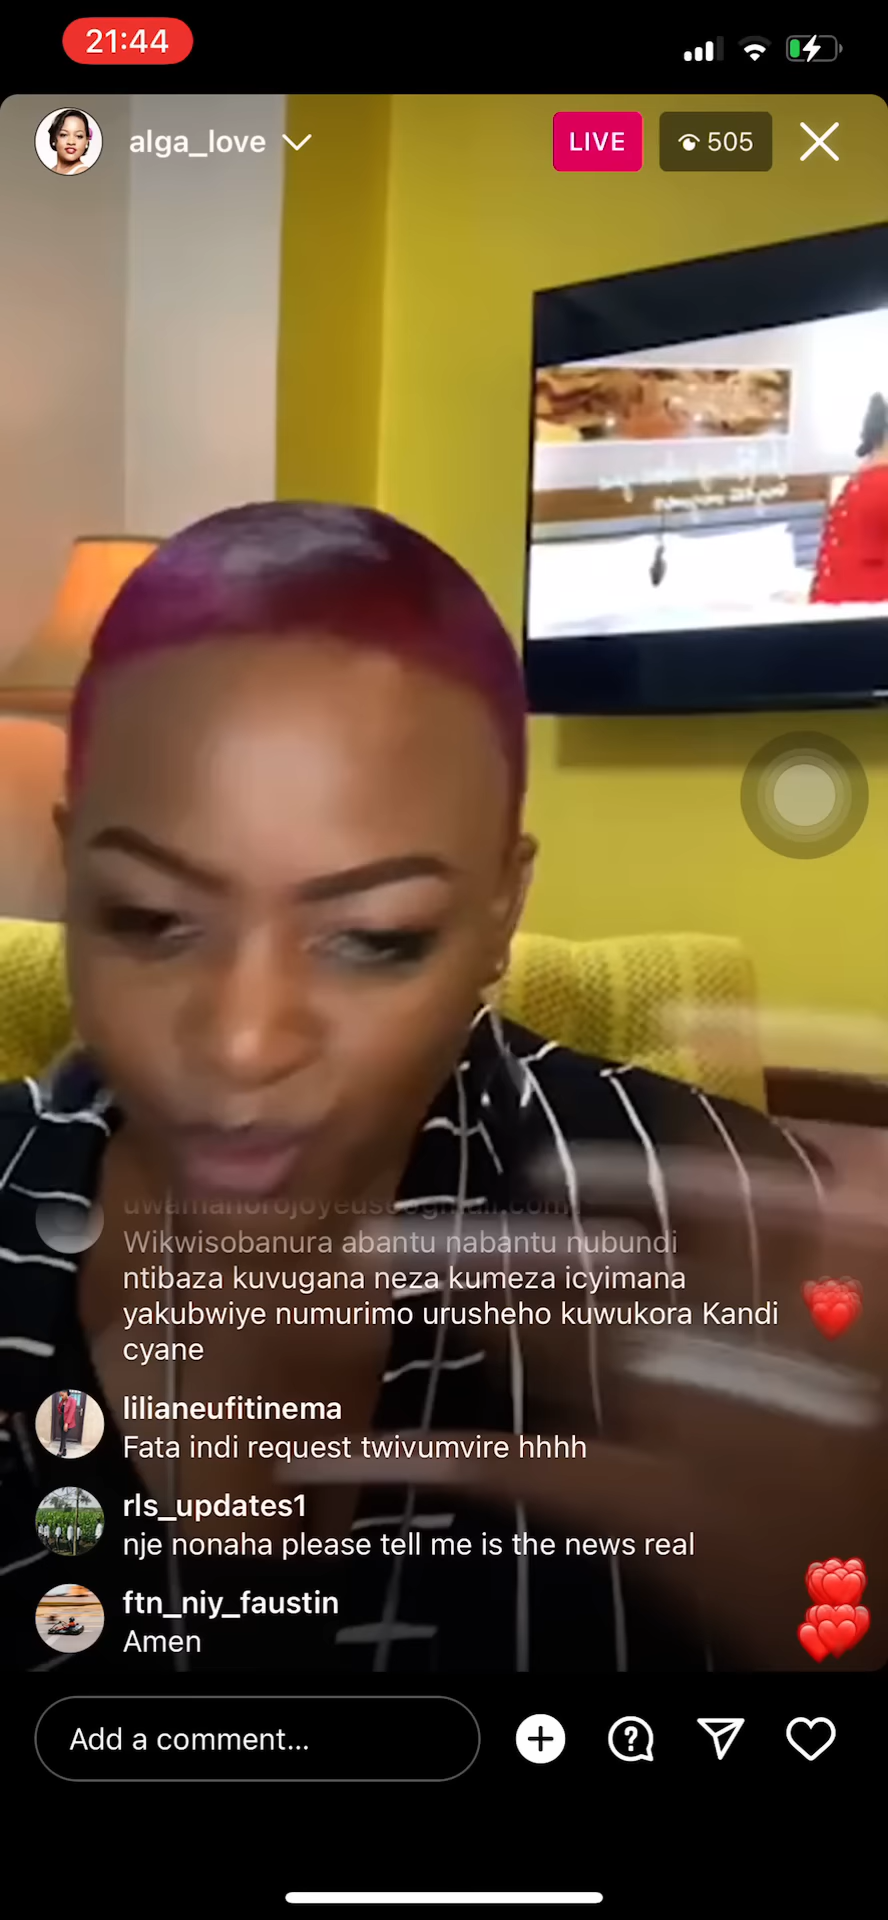 21:44
alga_love
LIVE
505
Wikwisobanura abantu nabantu nubundi
ntibaza kuvugana neza kumeza icyimana
yakubwiye numurimo urusheho kuwukora Kandi
cyane
lilianeufitinema
Fata indi request twivumvire hhhh
rls_updates1
nje nonaha please tell me is the news real
ftn_niy_faustin
Amen
Add a comment...